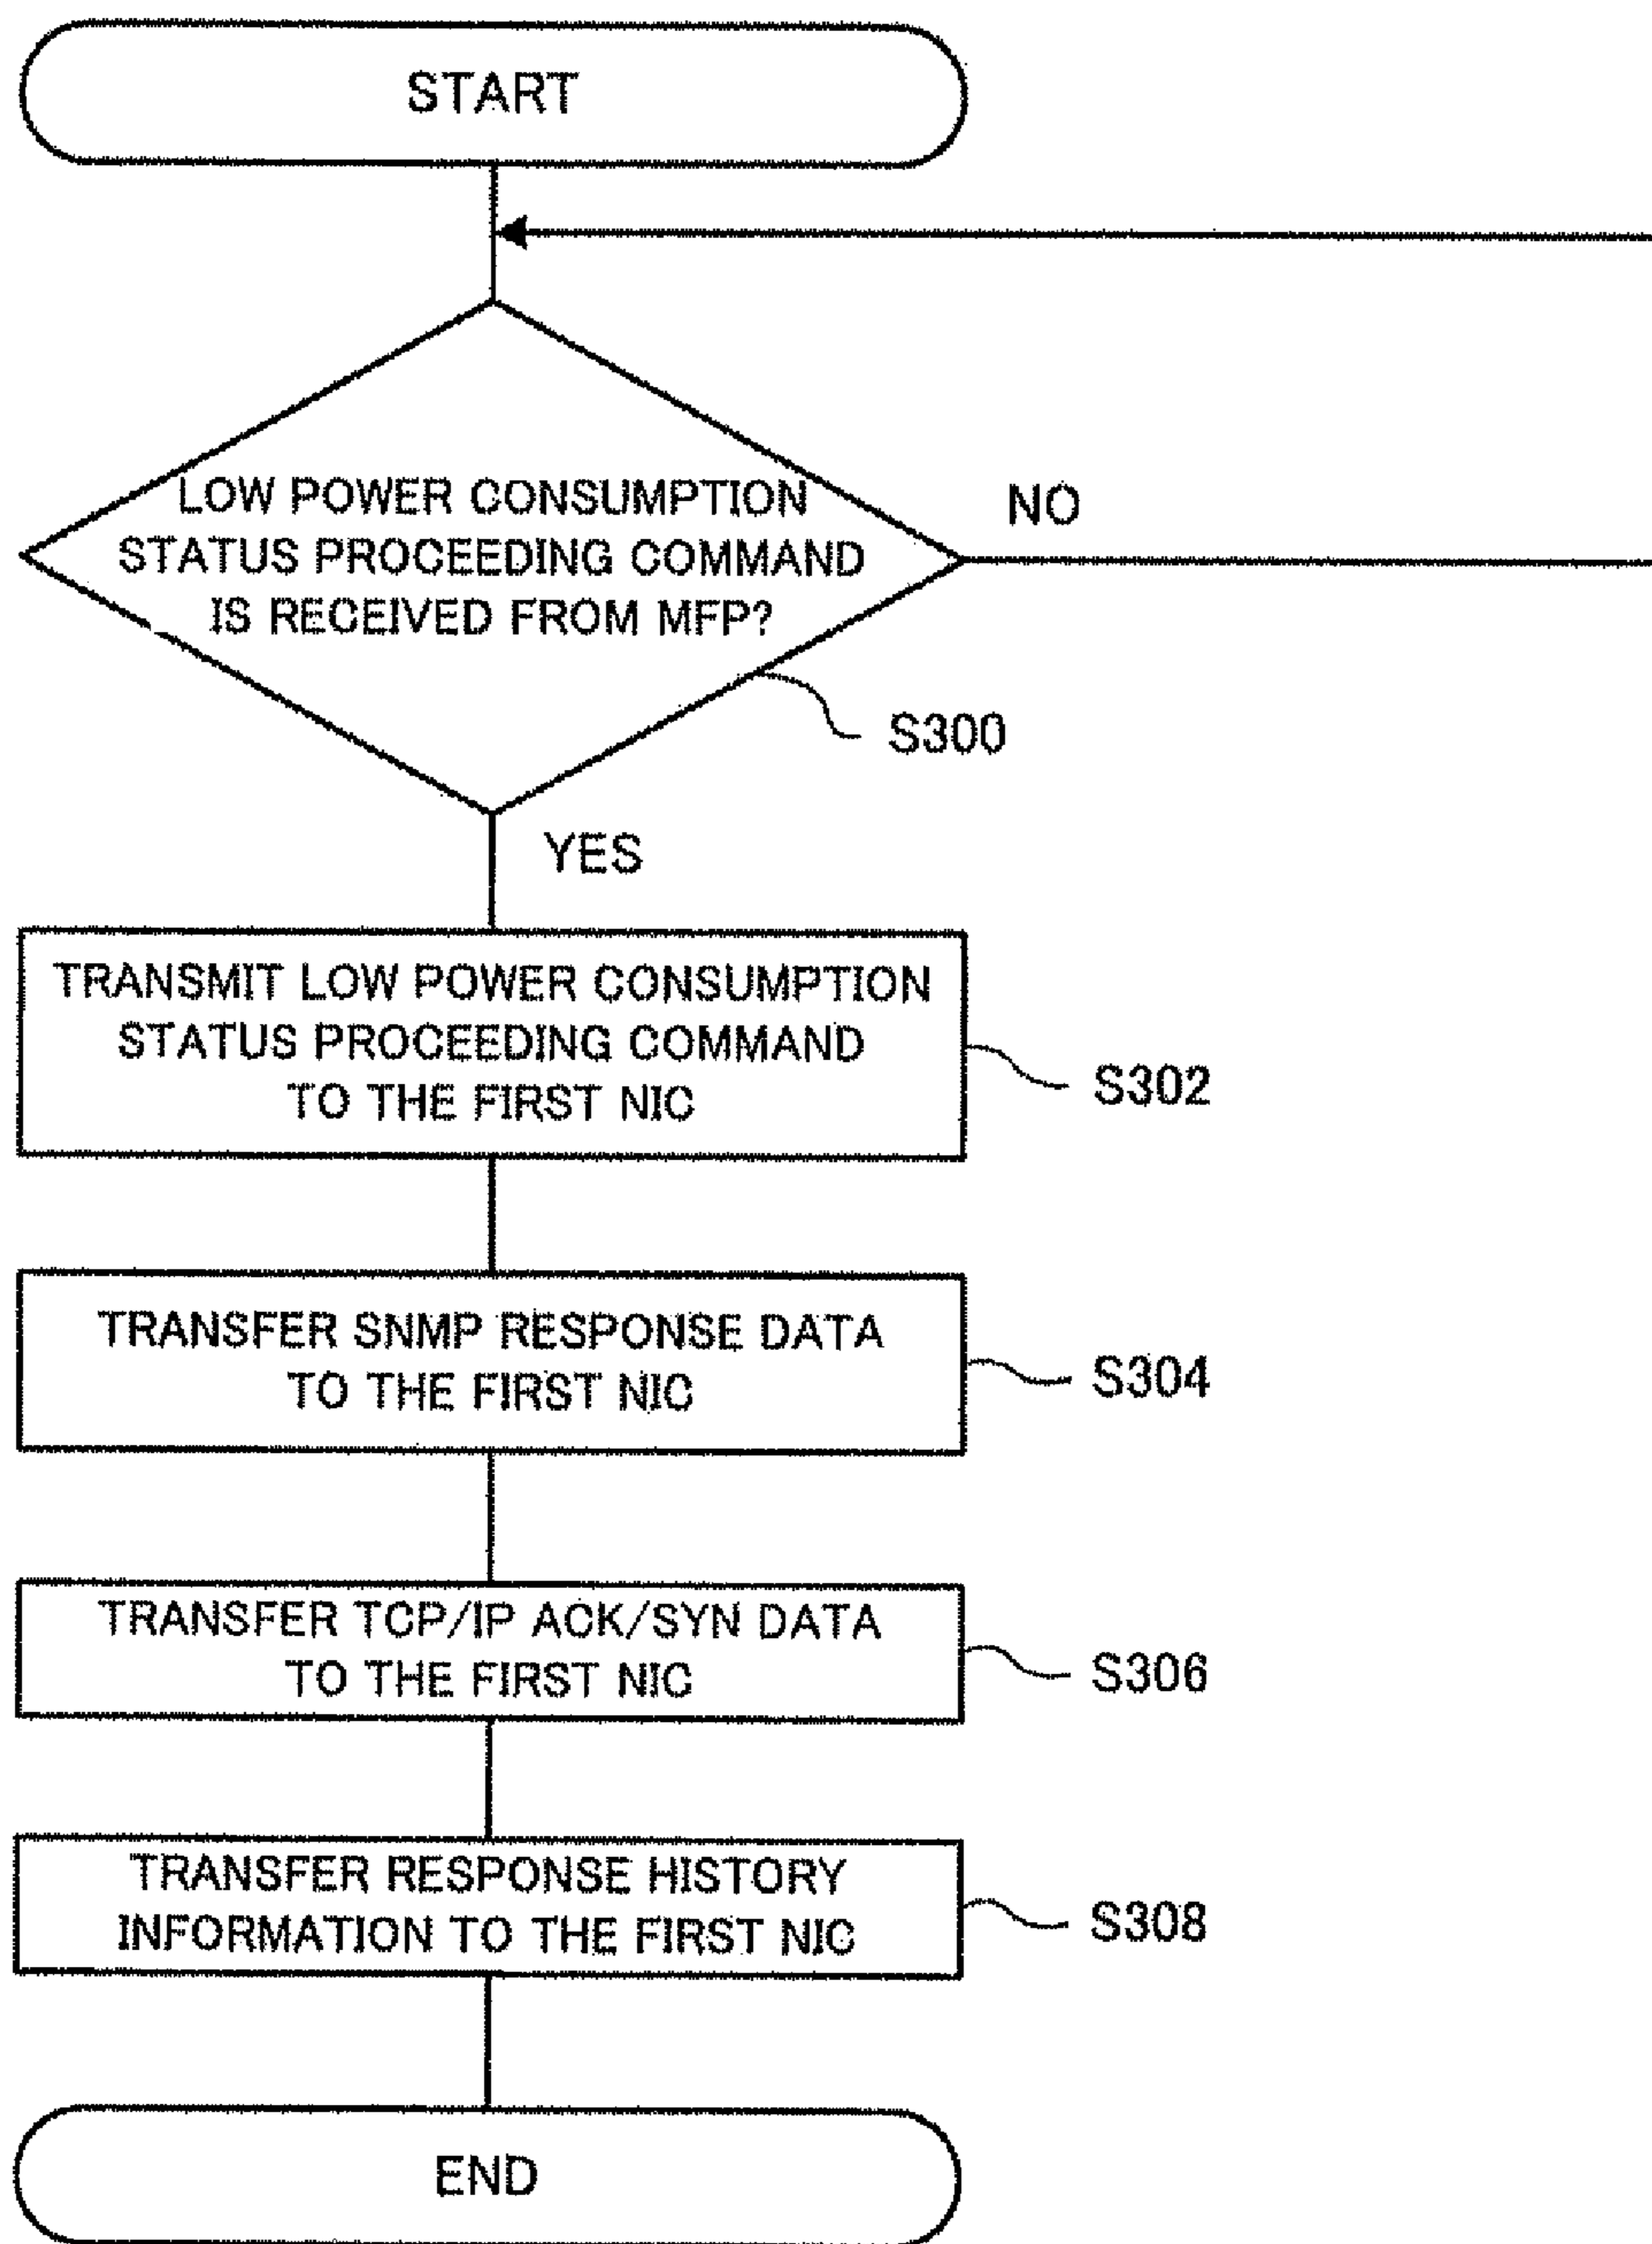 START
LOW POWER CONSUMPTION
STATUS PROCEEDING COMMAND
IS RECEIVED FROM MFP?
NO
S300
YES
TRANSMIT LOW POWER CONSUMPTION
STATUS PROCEEDING COMMAND
TO THE FIRST NIC
S302
TRANSFER SNMP RESPONSE DATA
TO THE FIRST NIC
S304
TRANSFER TCP/IP ACK/SYN DATA
TO THE FIRST NIC
S306
TRANSFER RESPONSE HISTORY
INFORMATION TO THE FIRST NIC
S308
END